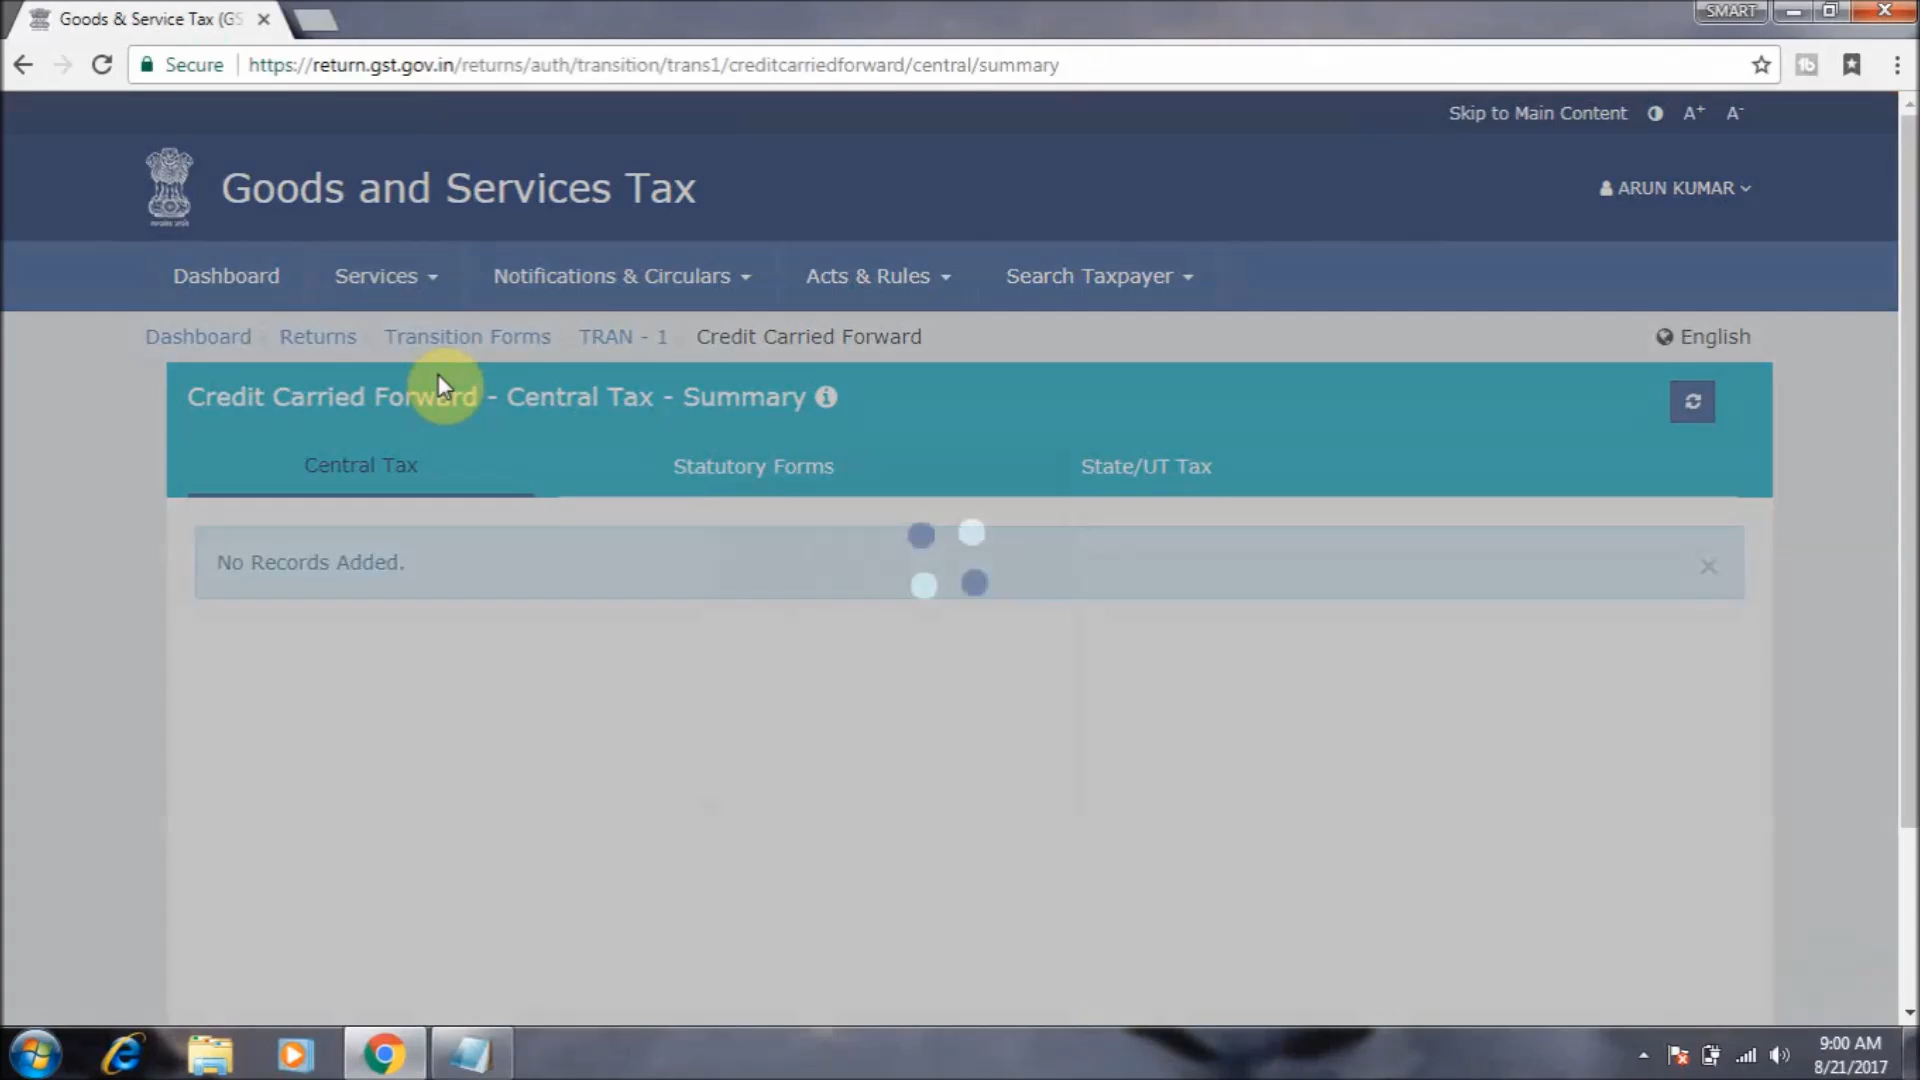 Goods & Service Tax (GS
SMART
Secure
https://return.gst.gov.in/returns/auth/transition/trans1/creditcarriedforward/central/summary
Skip to Main Content A+ A-
Goods and Services Tax
ARUN KUMAR
Dashboard Services Notifications & Circulars Acts & Rules Search Taxpayer
Dashboard Returns Transition Forms TRAN - 1 Credit Carried Forward
English
Credit Carried Forward - Central Tax - Summary
Central Tax Statutory Forms State/UT Tax
No Records Added.
9:00 AM
8/21/2017